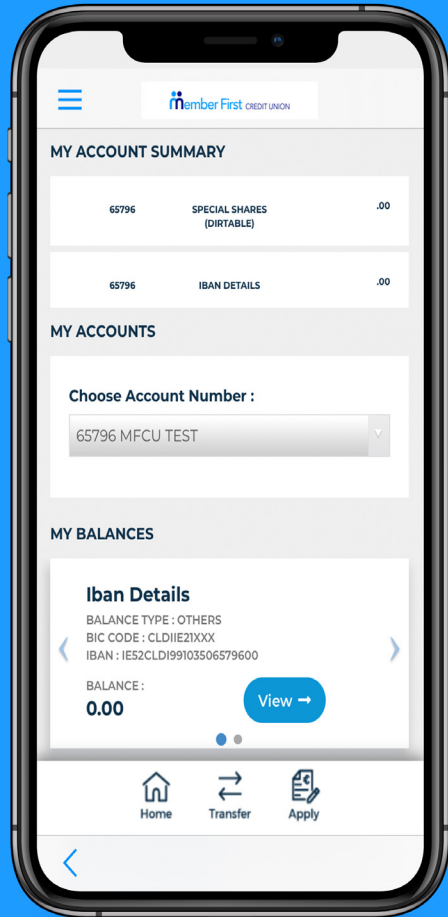 Member First CREDIT UNION
MY ACCOUNT SUMMARY
65796 SPECIAL SHARES .00
(DIRTABLE)
65796 IBAN DETAILS .00
MY ACCOUNTS
Choose Account Number :
65796 MFCU TEST
MY BALANCES
Iban Details
BALANCE TYPE : OTHERS
BIC CODE : CLDIIE21XXX
IBAN : IE52CLDI99103506579600
BALANCE :
0.00 View →
Home Transfer Apply